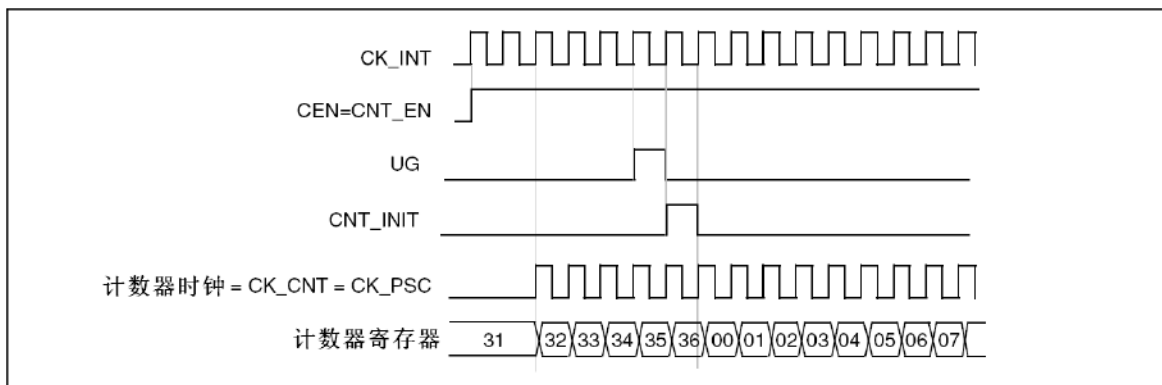 CK_INT
CEN=CNT_EN
UG
CNT_INIT
计数器时钟 = CK_CNT = CK_PSC
计数器寄存器 31 32 33 34 35 36 00 01 02 03 04 05 06 07